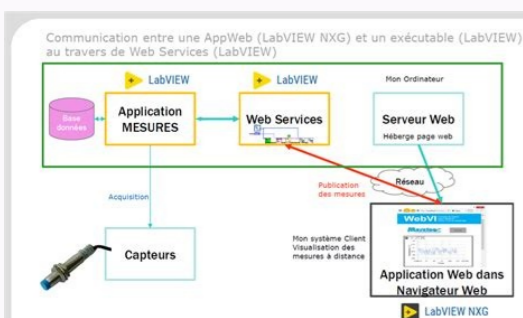 Communication entre une AppWeb (LabVIEW NXG) et un exécutable (LabVIEW)
au travers de Web Services (LabVIEW)
LabVIEW
LabVIEW
Mon Ordinateur
Base
données
Application
MESURES
Web Services
Serveur Web
Héberge page web
Acquisition
Publication
des mesures
Réseau
Mon système Client
Visualisation des
mesures à distance
WebVI
Capteurs
Application Web dans
Navigateur Web
LabVIEW NXG